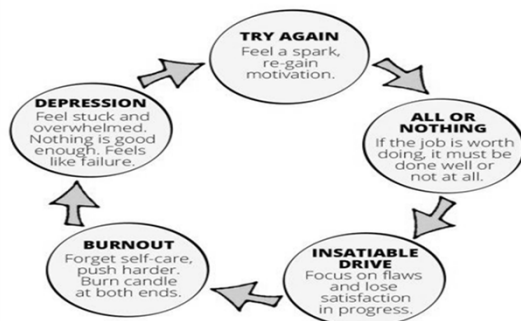 TRY AGAIN
Feel a spark,
re-gain
motivation.
ALL OR
NOTHING
If the job is worth
doing, it must be
done well or
not at all.
INSATIABLE
DRIVE
Focus on flaws
and lose
satisfaction
in progress.
BURNOUT
Forget self-care,
push harder.
Burn candle
at both ends.
DEPRESSION
Feel stuck and
overwhelmed.
Nothing is good
enough. Feels
like failure.